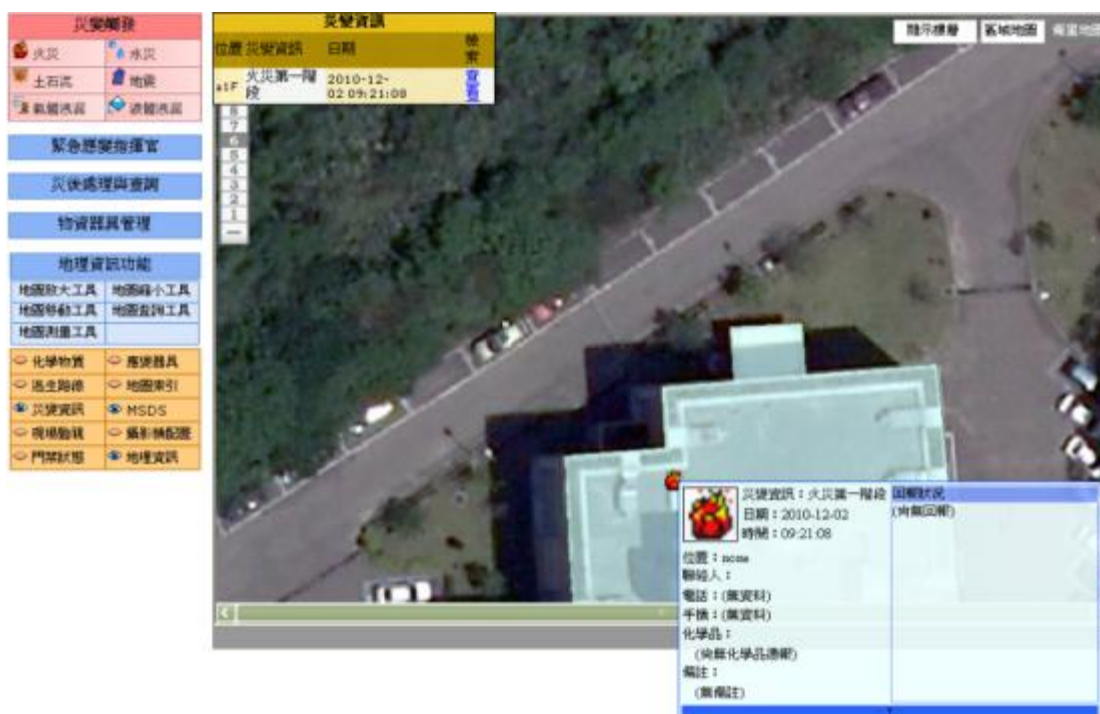 災變觸發
火災 水災
土石流 地震
氣體洩漏 液體洩漏
緊急應變指揮官
災後處理與查詢
物資器具管理
地理資訊功能
地圖放大工具 地圖縮小工具
地圖移動工具 地圖查詢工具
地圖測量工具
化學物質 應變器具
逃生路線 地圖索引
災變資訊 MSDS
現場監視 攝影機配置
門禁狀態 地理資訊
災變資訊
位置 災變資訊 日期 檢索
a1F 火災第一階段 2010-12-02 09:21:08 查看
8
7
6
5
4
3
2
1
顯示標籤 區域地圖 衛星地圖
災變資訊：火災第一階段
日期：2010-12-02
時間：09:21:08
位置：none
聯絡人：
電話：(無資料)
手機：(無資料)
化學品：
(尚無化學品通報)
備註：
(無備註)
回報狀況
(尚無回報)